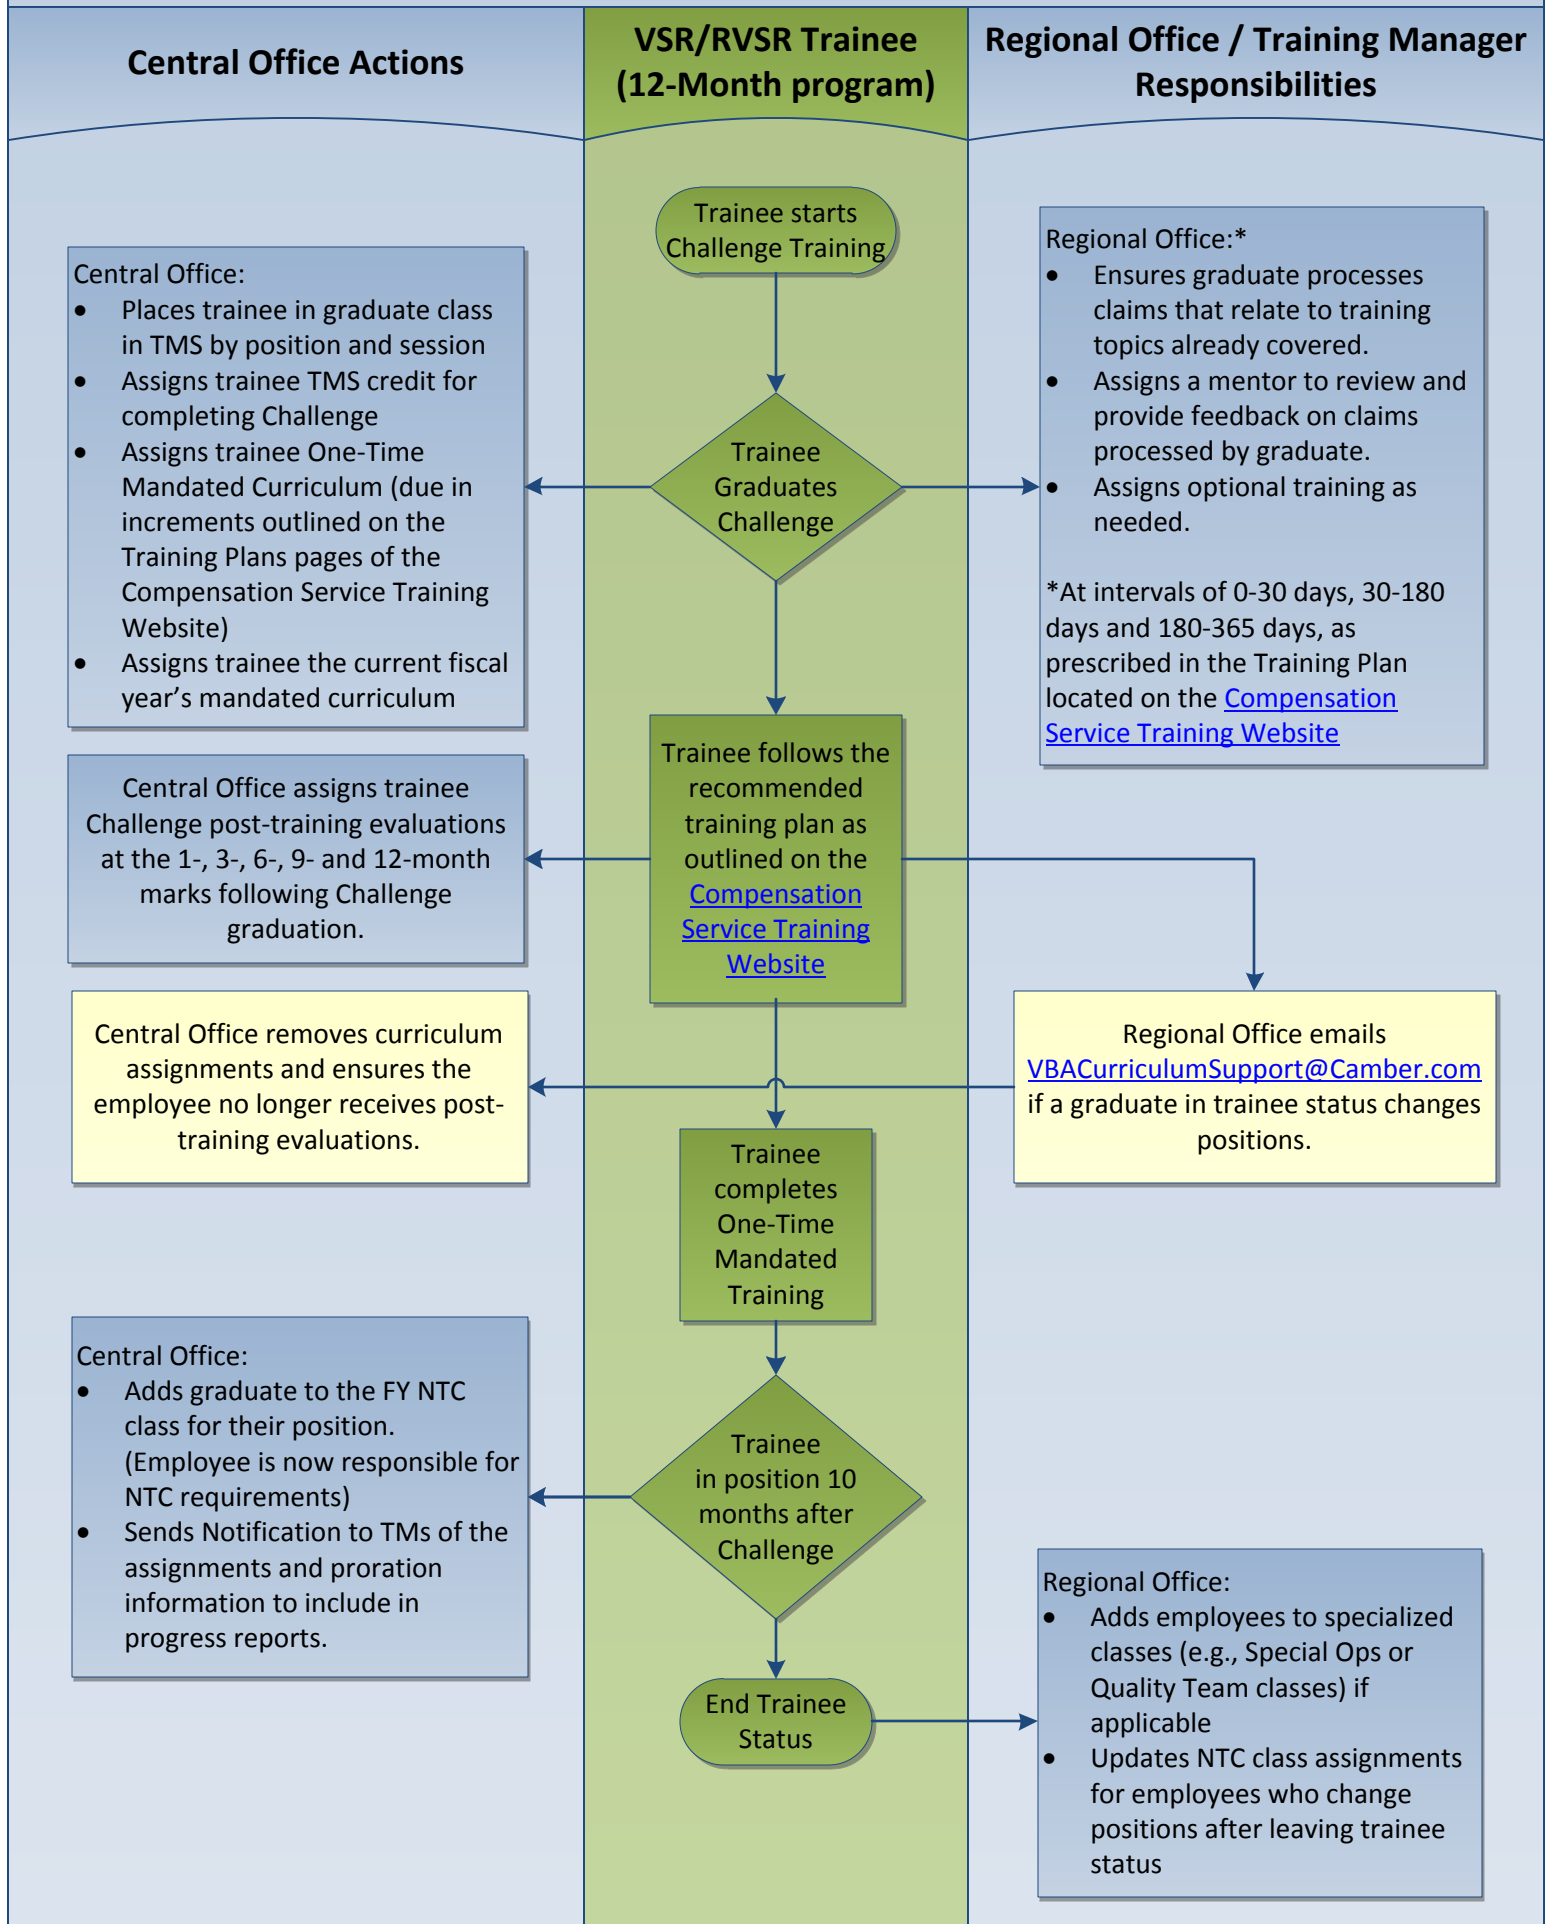 Central Office Actions
VSR/RVSR Trainee
(12-Month program)
Regional Office / Training Manager
Responsibilities
Trainee starts
Challenge Training
Central Office:
• Places trainee in graduate class
in TMS by position and session
• Assigns trainee TMS credit for
completing Challenge
• Assigns trainee One-Time
Mandated Curriculum (due in
increments outlined on the
Training Plans pages of the
Compensation Service Training
Website)
• Assigns trainee the current fiscal
year's mandated curriculum
Trainee
Graduates
Challenge
Regional Office:*
• Ensures graduate processes
claims that relate to training
topics already covered.
• Assigns a mentor to review and
provide feedback on claims
processed by graduate.
• Assigns optional training as
needed.
*At intervals of 0-30 days, 30-180
days and 180-365 days, as
prescribed in the Training Plan
located on the Compensation
Service Training Website
Central Office assigns trainee
Challenge post-training evaluations
at the 1-, 3-, 6-, 9- and 12-month
marks following Challenge
graduation.
Trainee follows the
recommended
training plan as
outlined on the
Compensation
Service Training
Website
Central Office removes curriculum
assignments and ensures the
employee no longer receives post-
training evaluations.
Regional Office emails
VBACurriculumSupport@Camber.com
if a graduate in trainee status changes
positions.
Trainee
completes
One-Time
Mandated
Training
Central Office:
• Adds graduate to the FY NTC
class for their position.
(Employee is now responsible for
NTC requirements)
• Sends Notification to TMs of the
assignments and proration
information to include in
progress reports.
Trainee
in position 10
months after
Challenge
End Trainee
Status
Regional Office:
• Adds employees to specialized
classes (e.g., Special Ops or
Quality Team classes) if
applicable
• Updates NTC class assignments
for employees who change
positions after leaving trainee
status